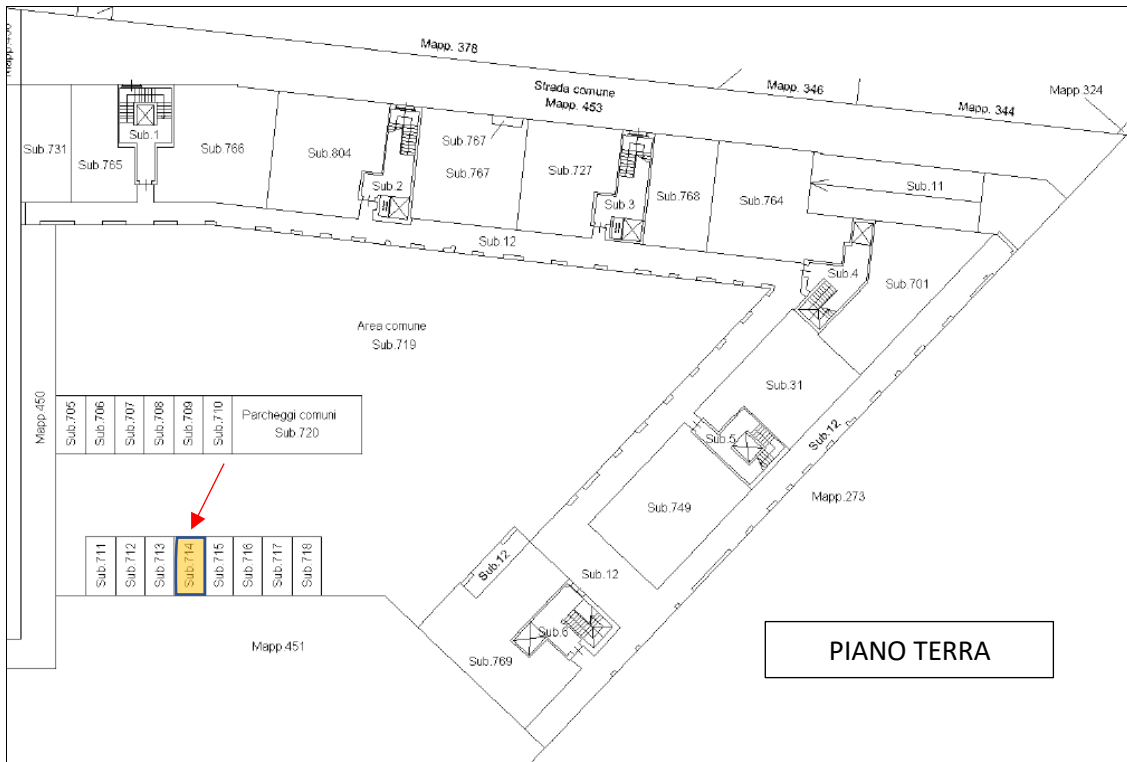 Mapp. 378
Mapp. 346
Mapp. 344
Mapp.324
Strada comune
Mapp. 453
Sub.731
Sub.765
Sub.1
Sub.766
Sub.804
Sub.2
Sub.767
Sub.767
Sub.727
Sub.3
Sub.768
Sub.764
Sub.11
Sub.12
Sub.4
Sub.701
Area comune
Sub.719
Mapp.450
Sub.705
Sub.706
Sub.707
Sub.708
Sub.709
Sub.710
Parcheggi comuni
Sub.720
Sub.31
Sub.5
Sub.12
Sub.749
Mapp.273
Sub.711
Sub.712
Sub.713
Sub.714
Sub.715
Sub.716
Sub.717
Sub.718
Sub.12
Sub.12
Sub.6
Sub.769
Mapp.451
PIANO TERRA